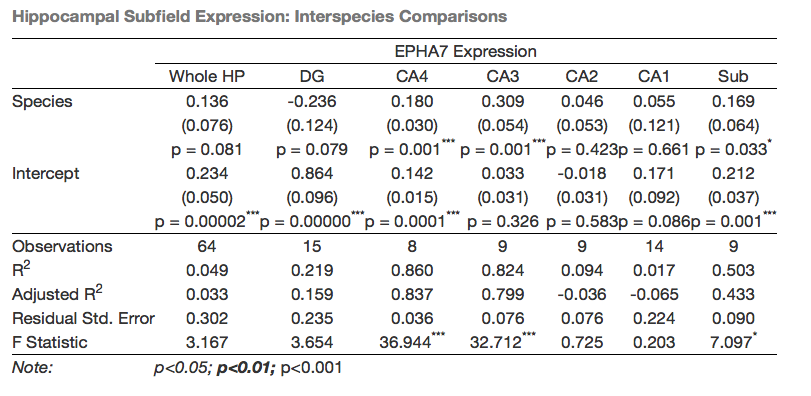 Hippocampal Subfield Expression: Interspecies Comparisons
EPHA7 Expression
Whole HP DG CA4 CA3 CA2 CA1 Sub
Species 0.136 -0.236 0.180 0.309 0.046 0.055 0.169
(0.076) (0.124) (0.030) (0.054) (0.053) (0.121) (0.064)
p = 0.081 p = 0.079 p = 0.001*** p = 0.001*** p = 0.423 p = 0.661 p = 0.033*
Intercept 0.234 0.864 0.142 0.033 -0.018 0.171 0.212
(0.050) (0.096) (0.015) (0.031) (0.031) (0.092) (0.037)
p = 0.00002*** p = 0.00000*** p = 0.0001*** p = 0.326 p = 0.583 p = 0.086 p = 0.001***
Observations 64 15 8 9 9 14 9
R² 0.049 0.219 0.860 0.824 0.094 0.017 0.503
Adjusted R² 0.033 0.159 0.837 0.799 -0.036 -0.065 0.433
Residual Std. Error 0.302 0.235 0.036 0.076 0.076 0.224 0.090
F Statistic 3.167 3.654 36.944*** 32.712*** 0.725 0.203 7.097*
Note: p<0.05; p<0.01; p<0.001